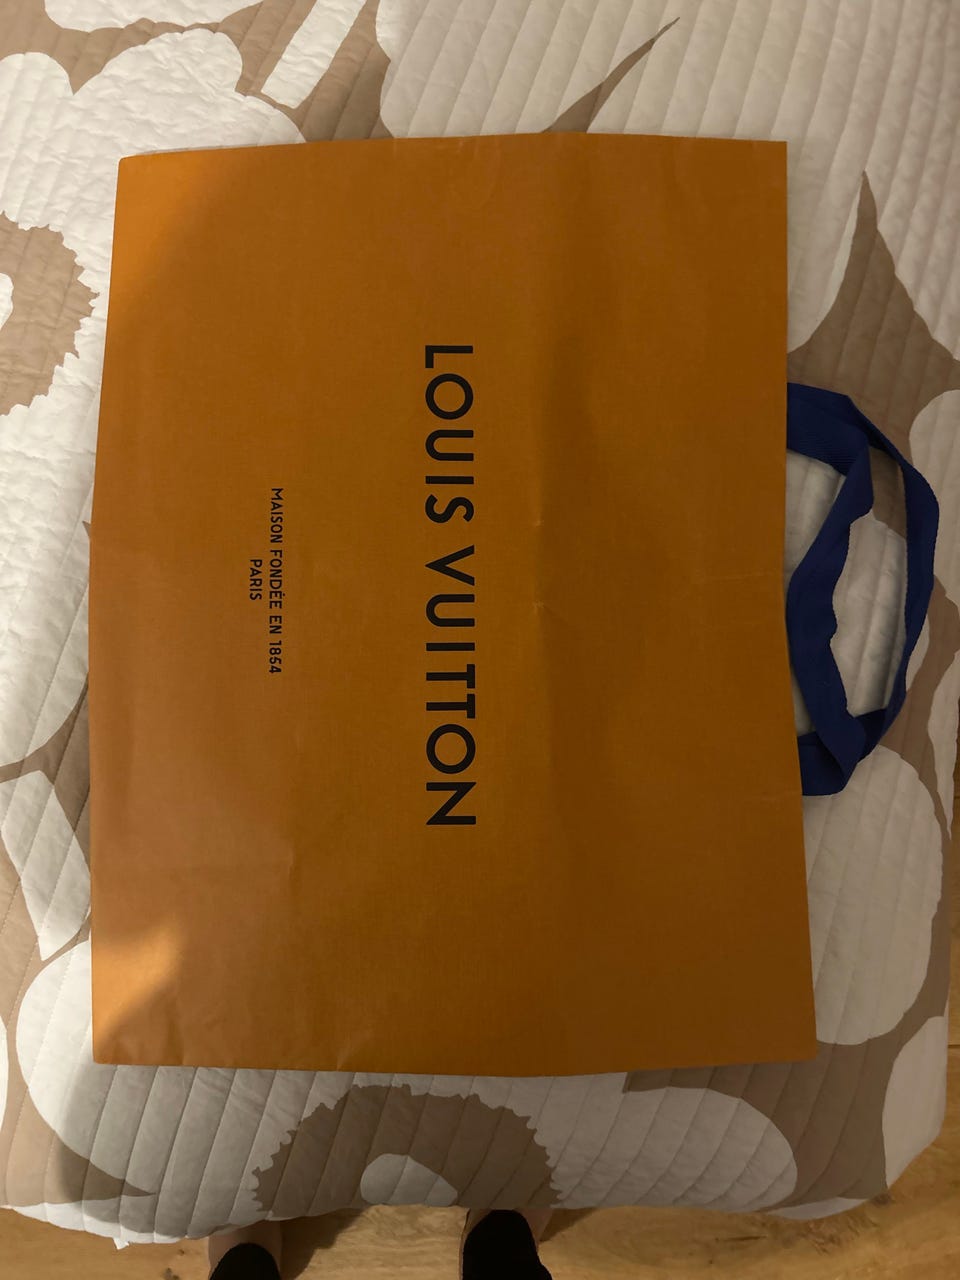 LOUIS VUITTON
MAISON FONDÉE EN 1854
PARIS